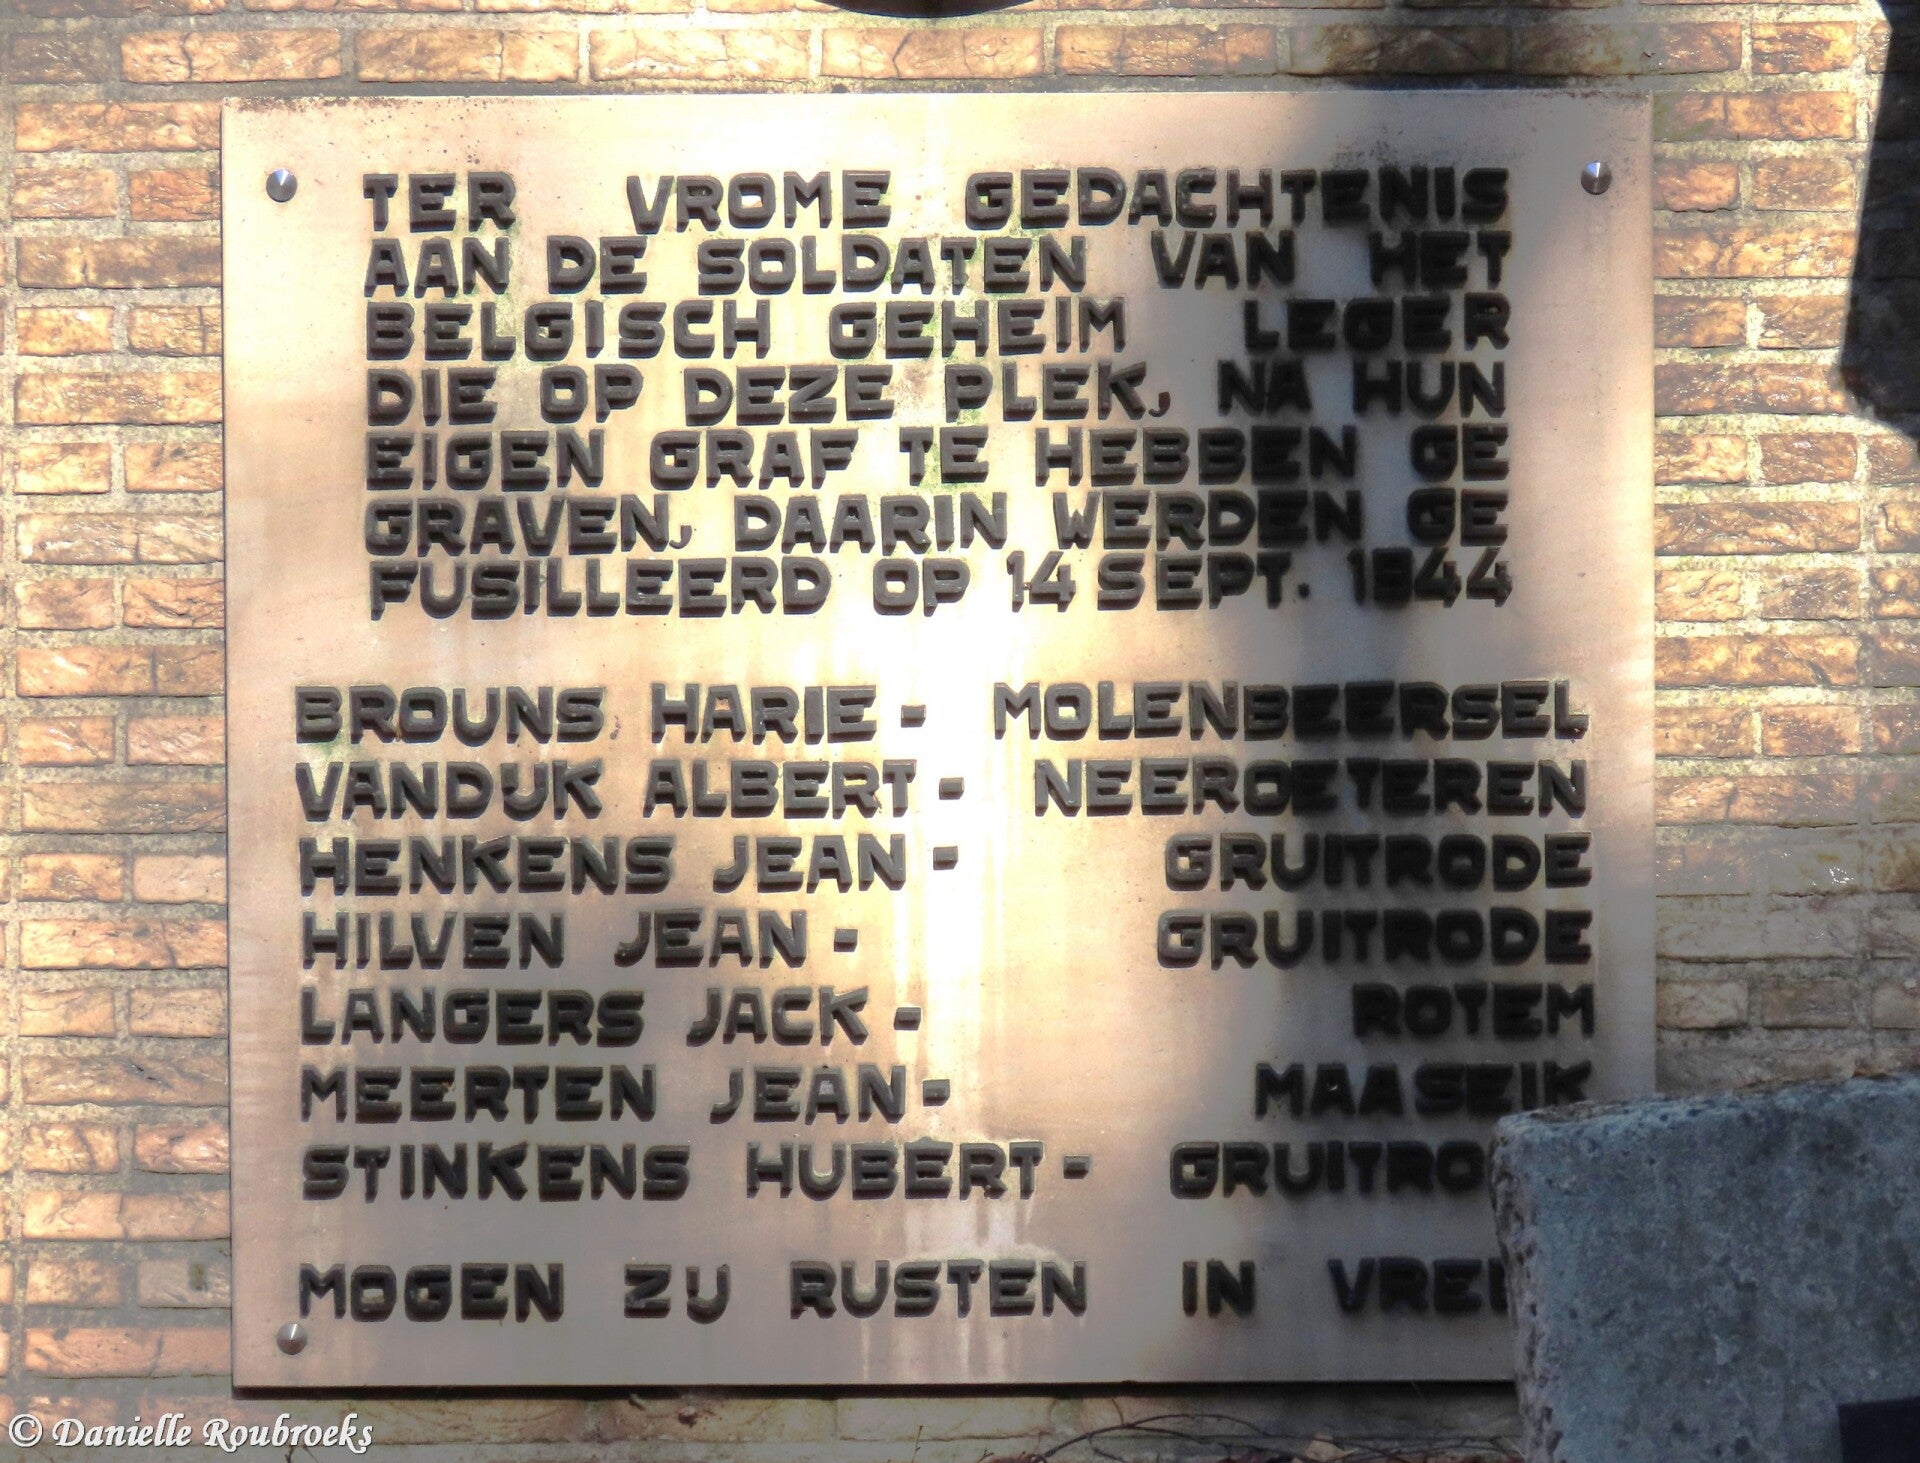 TER VROME GEDACHTENIS
AAN DE SOLDATEN VAN HET
BELGISCH GEHEIM LEGER
DIE OP DEZE PLEK, NA HUN
EIGEN GRAF TE HEBBEN GE
GRAVEN, DAARIN WERDEN GE
FUSILLEERD OP 14 SEPT. 1944
BROUNS HARIE - MOLENBEERSEL
VANDIJK ALBERT - NEEROETEREN
HENKENS JEAN - GRUITRODE
HILVEN JEAN - GRUITRODE
LANGERS JACK - ROTEM
MEERTEN JEAN - MAASEIK
STINKENS HUBERT - GRUITRO
MOGEN ZIJ RUSTEN IN VRE
© Danielle Roubroeks